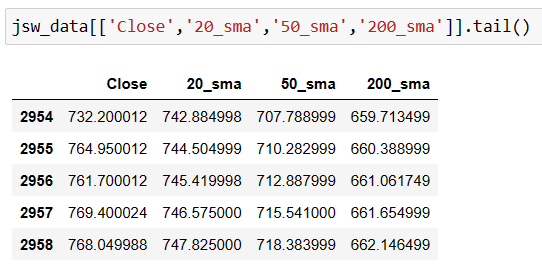 jsw_data[['Close','20_sma','50_sma','200_sma']].tail()
Close 20_sma 50_sma 200_sma
2954 732.200012 742.884998 707.788999 659.713499
2955 764.950012 744.504999 710.282999 660.388999
2956 761.700012 745.419998 712.887999 661.061749
2957 769.400024 746.575000 715.541000 661.654999
2958 768.049988 747.825000 718.383999 662.146499